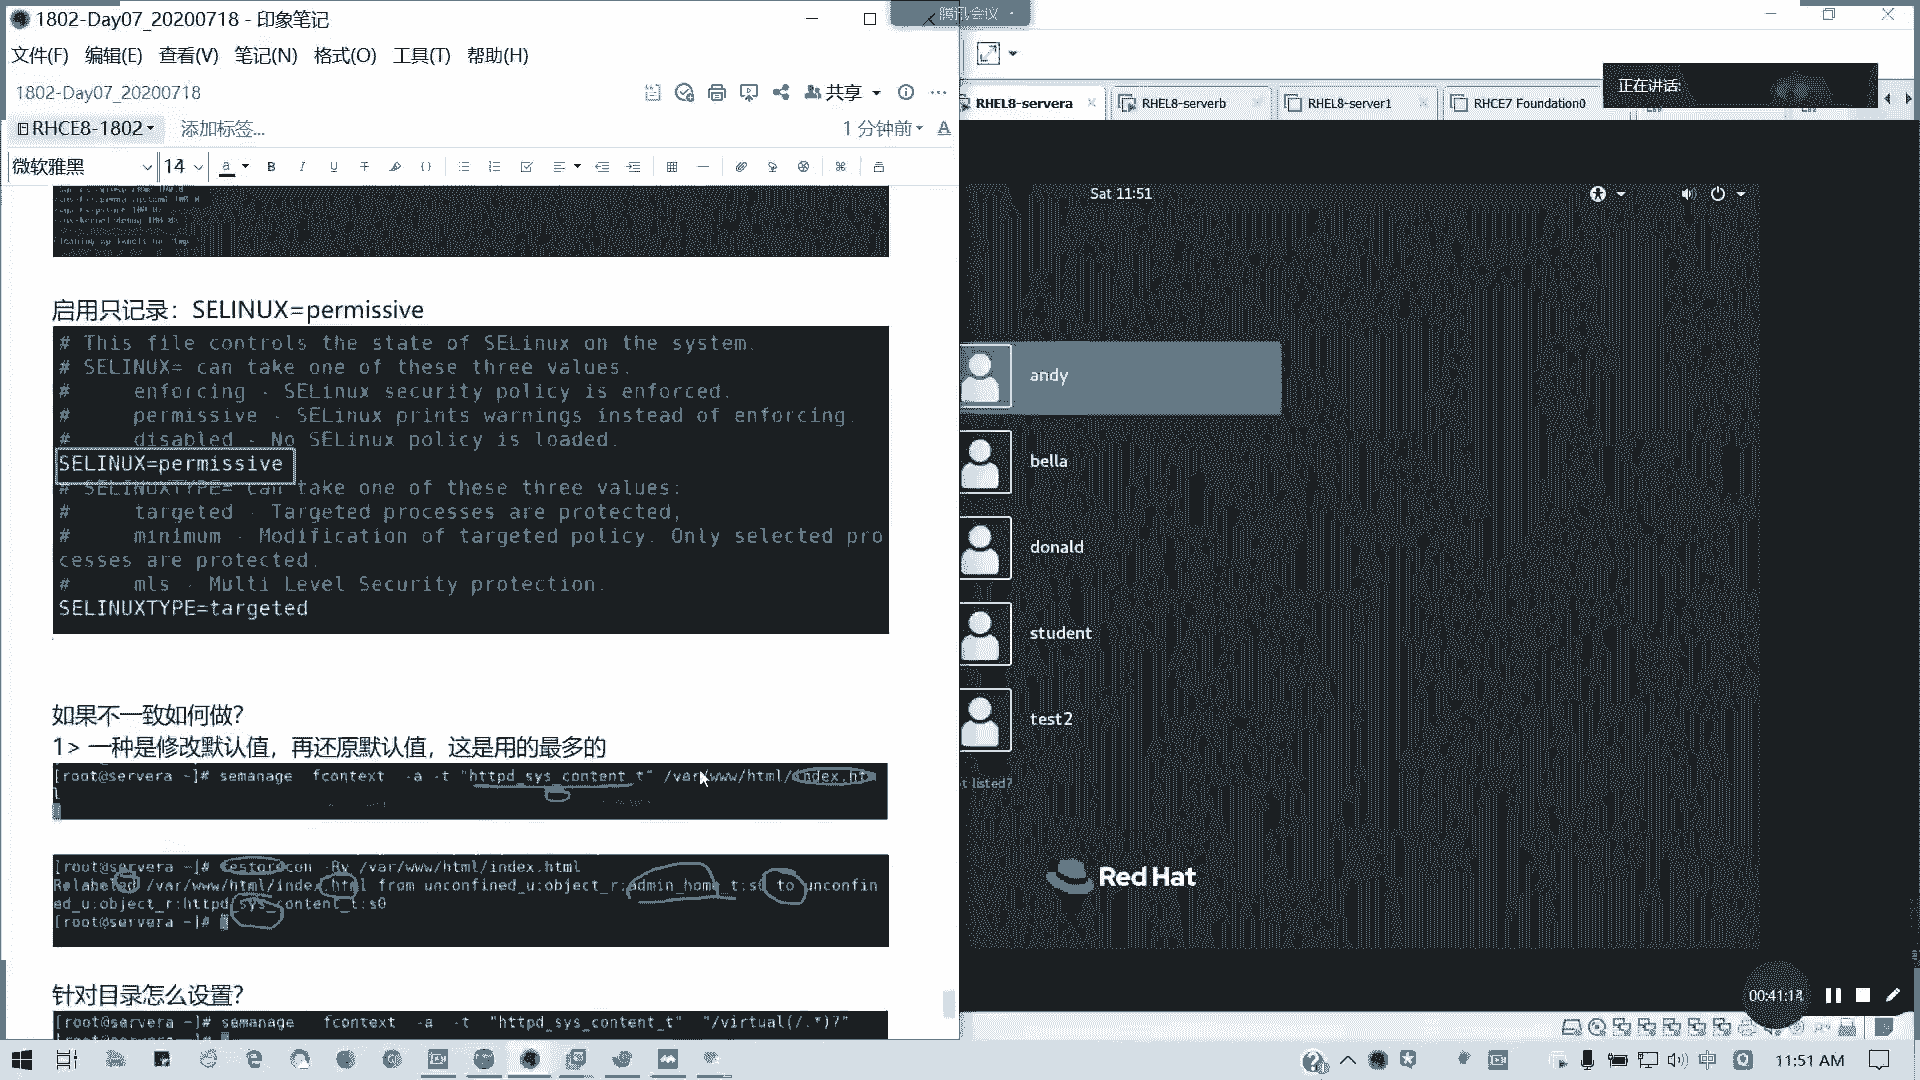 1802-Day07_20200718 - 印象笔记
文件(F) 编辑(E) 查看(V) 笔记(N) 格式(O) 工具(T) 帮助(H)
1802-Day07_20200718
共享
RHCE8-1802
添加标签...
1 分钟前
微软雅黑
14
启用只记录：SELINUX=permissive
# This file controls the state of SELinux on the system.
# SELINUX= can take one of these three values.
# enforcing - SELinux security policy is enforced.
# permissive - SELinux prints warnings instead of enforcing.
# disabled - No SELinux policy is loaded.
SELINUX=permissive
# SELINUXTYPE= can take one of these three values:
# targeted - Targeted processes are protected,
# minimum - Modification of targeted policy. Only selected pro
cesses are protected.
# mls - Multi Level Security protection.
SELINUXTYPE=targeted
如果不一致如何做？
1> 一种是修改默认值，再还原默认值，这是用的最多的
[root@servera ~]# semanage fcontext -a -t "httpd_sys_content_t" /var/www/html/index.ht
l
[root@servera ~]# restorecon -Rv /var/www/html/index.html
Relabeled /var/www/html/index.html from unconfined_u:object_r:admin_home_t:s0 to unconfin
ed_u:object_r:httpd_sys_content_t:s0
[root@servera ~]#
针对目录怎么设置？
[root@servera ~]# semanage fcontext -a -t "httpd_sys_content_t" "/virtual(/.*)?"
腾讯会议
正在讲话:
RHEL8-servera
RHEL8-serverb
RHEL8-server1
RHCE7 Foundation0
Sat 11:51
andy
bella
donald
student
test2
t listed?
Red Hat
00:41:14
中
11:51 AM